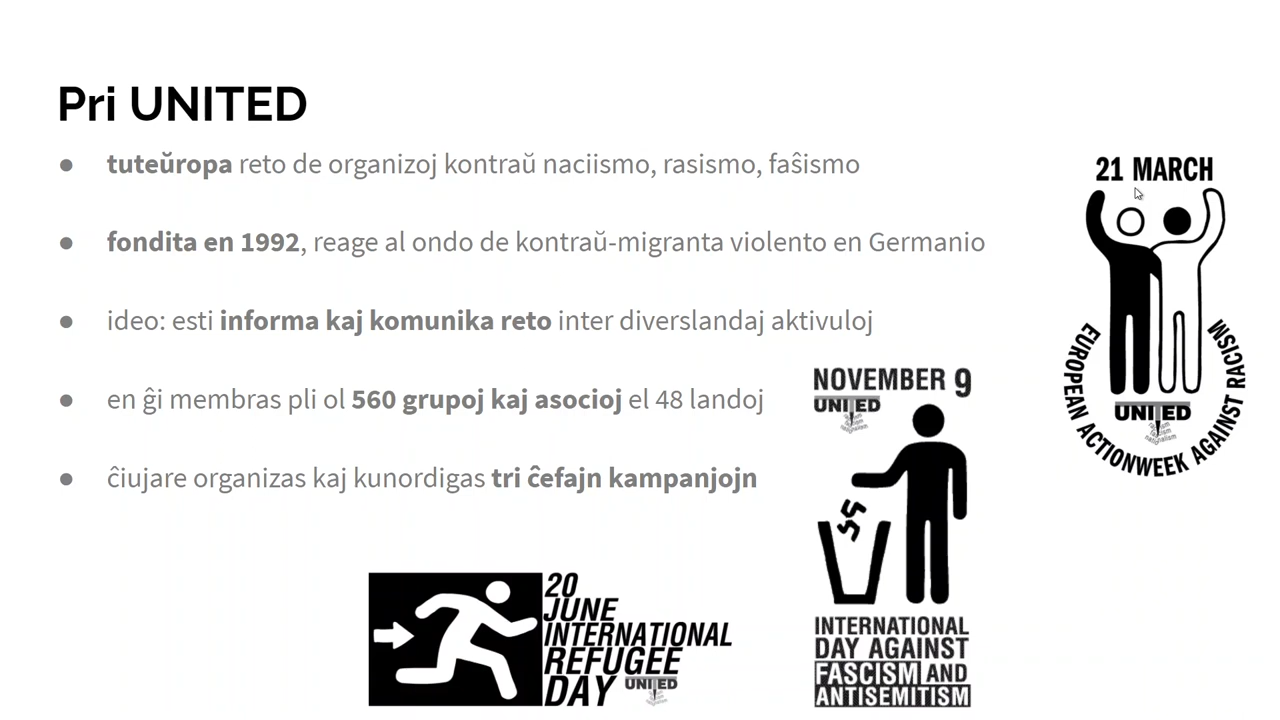 Pri UNITED
● tuteŭropa reto de organizoj kontraŭ naciismo, rasismo, faŝismo
● fondita en 1992, reage al ondo de kontraŭ-migranta violento en Germanio
● ideo: esti informa kaj komunika reto inter diverslandaj aktivuloj
● en ĝi membras pli ol 560 grupoj kaj asocioj el 48 landoj
● ĉiujare organizas kaj kunordigas tri ĉefajn kampanjojn
21 MARCH
EUROPEAN ACTIONWEEK AGAINST RACISM
UNITED
NOVEMBER 9
UNITED
INTERNATIONAL
DAY AGAINST
FASCISM AND
ANTISEMITISM
20
JUNE
INTERNATIONAL
REFUGEE
DAY
UNITED